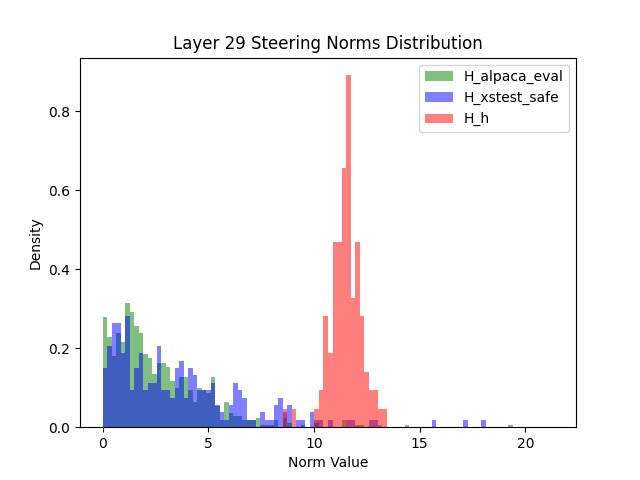 Layer 29 Steering Norms Distribution
H_alpaca_eval
H_xstest_safe
H_h
0.8
0.6
0.4
0.2
0.0
Density
0
5
10
15
20
Norm Value